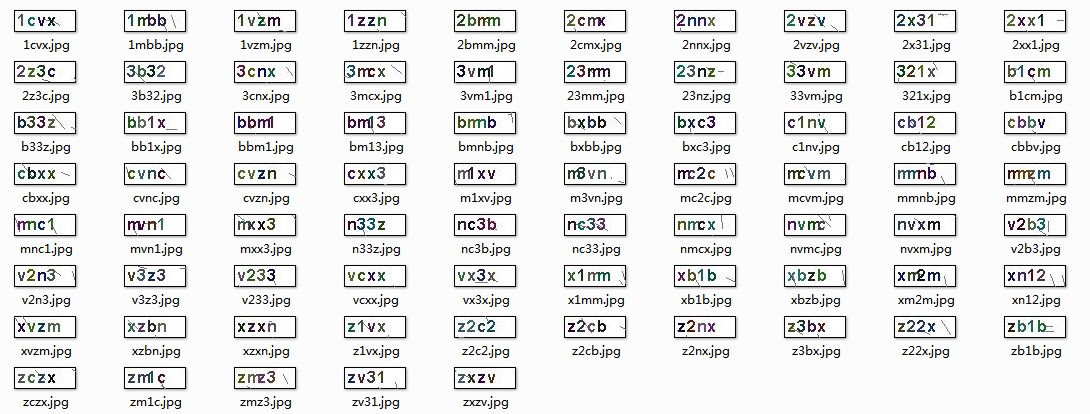 1cvx 1mbb 1vzm 1zzn 2bmm 2cmx 2nnx 2vzv 2x31 2xx1
1cvx.jpg 1mbb.jpg 1vzm.jpg 1zzn.jpg 2bmm.jpg 2cmx.jpg 2nnx.jpg 2vzv.jpg 2x31.jpg 2xx1.jpg
2z3c 3b32 3cnx 3mcx 3vm1 23mm 23nz 33vm 321x b1cm
2z3c.jpg 3b32.jpg 3cnx.jpg 3mcx.jpg 3vm1.jpg 23mm.jpg 23nz.jpg 33vm.jpg 321x.jpg b1cm.jpg
b33z bb1x bbm1 bm13 bmnb bxbb bxc3 c1nv cb12 cbbv
b33z.jpg bb1x.jpg bbm1.jpg bm13.jpg bmnb.jpg bxbb.jpg bxc3.jpg c1nv.jpg cb12.jpg cbbv.jpg
cbxx cvnc cvzn cxx3 m1xv m3vn mc2c mcvm mmnb mmzm
cbxx.jpg cvnc.jpg cvzn.jpg cxx3.jpg m1xv.jpg m3vn.jpg mc2c.jpg mcvm.jpg mmnb.jpg mmzm.jpg
mnc1 mvn1 mxx3 n33z nc3b nc33 nmcx nvmc nvxm v2b3
mnc1.jpg mvn1.jpg mxx3.jpg n33z.jpg nc3b.jpg nc33.jpg nmcx.jpg nvmc.jpg nvxm.jpg v2b3.jpg
v2n3 v3z3 v233 vcxx vx3x x1mm xb1b xbzb xm2m xn12
v2n3.jpg v3z3.jpg v233.jpg vcxx.jpg vx3x.jpg x1mm.jpg xb1b.jpg xbzb.jpg xm2m.jpg xn12.jpg
xvzm xzbn xzxn z1vx z2c2 z2cb z2nx z3bx z22x zb1b
xvzm.jpg xzbn.jpg xzxn.jpg z1vx.jpg z2c2.jpg z2cb.jpg z2nx.jpg z3bx.jpg z22x.jpg zb1b.jpg
zczx zm1c zmz3 zv31 zxzv
zczx.jpg zm1c.jpg zmz3.jpg zv31.jpg zxzv.jpg